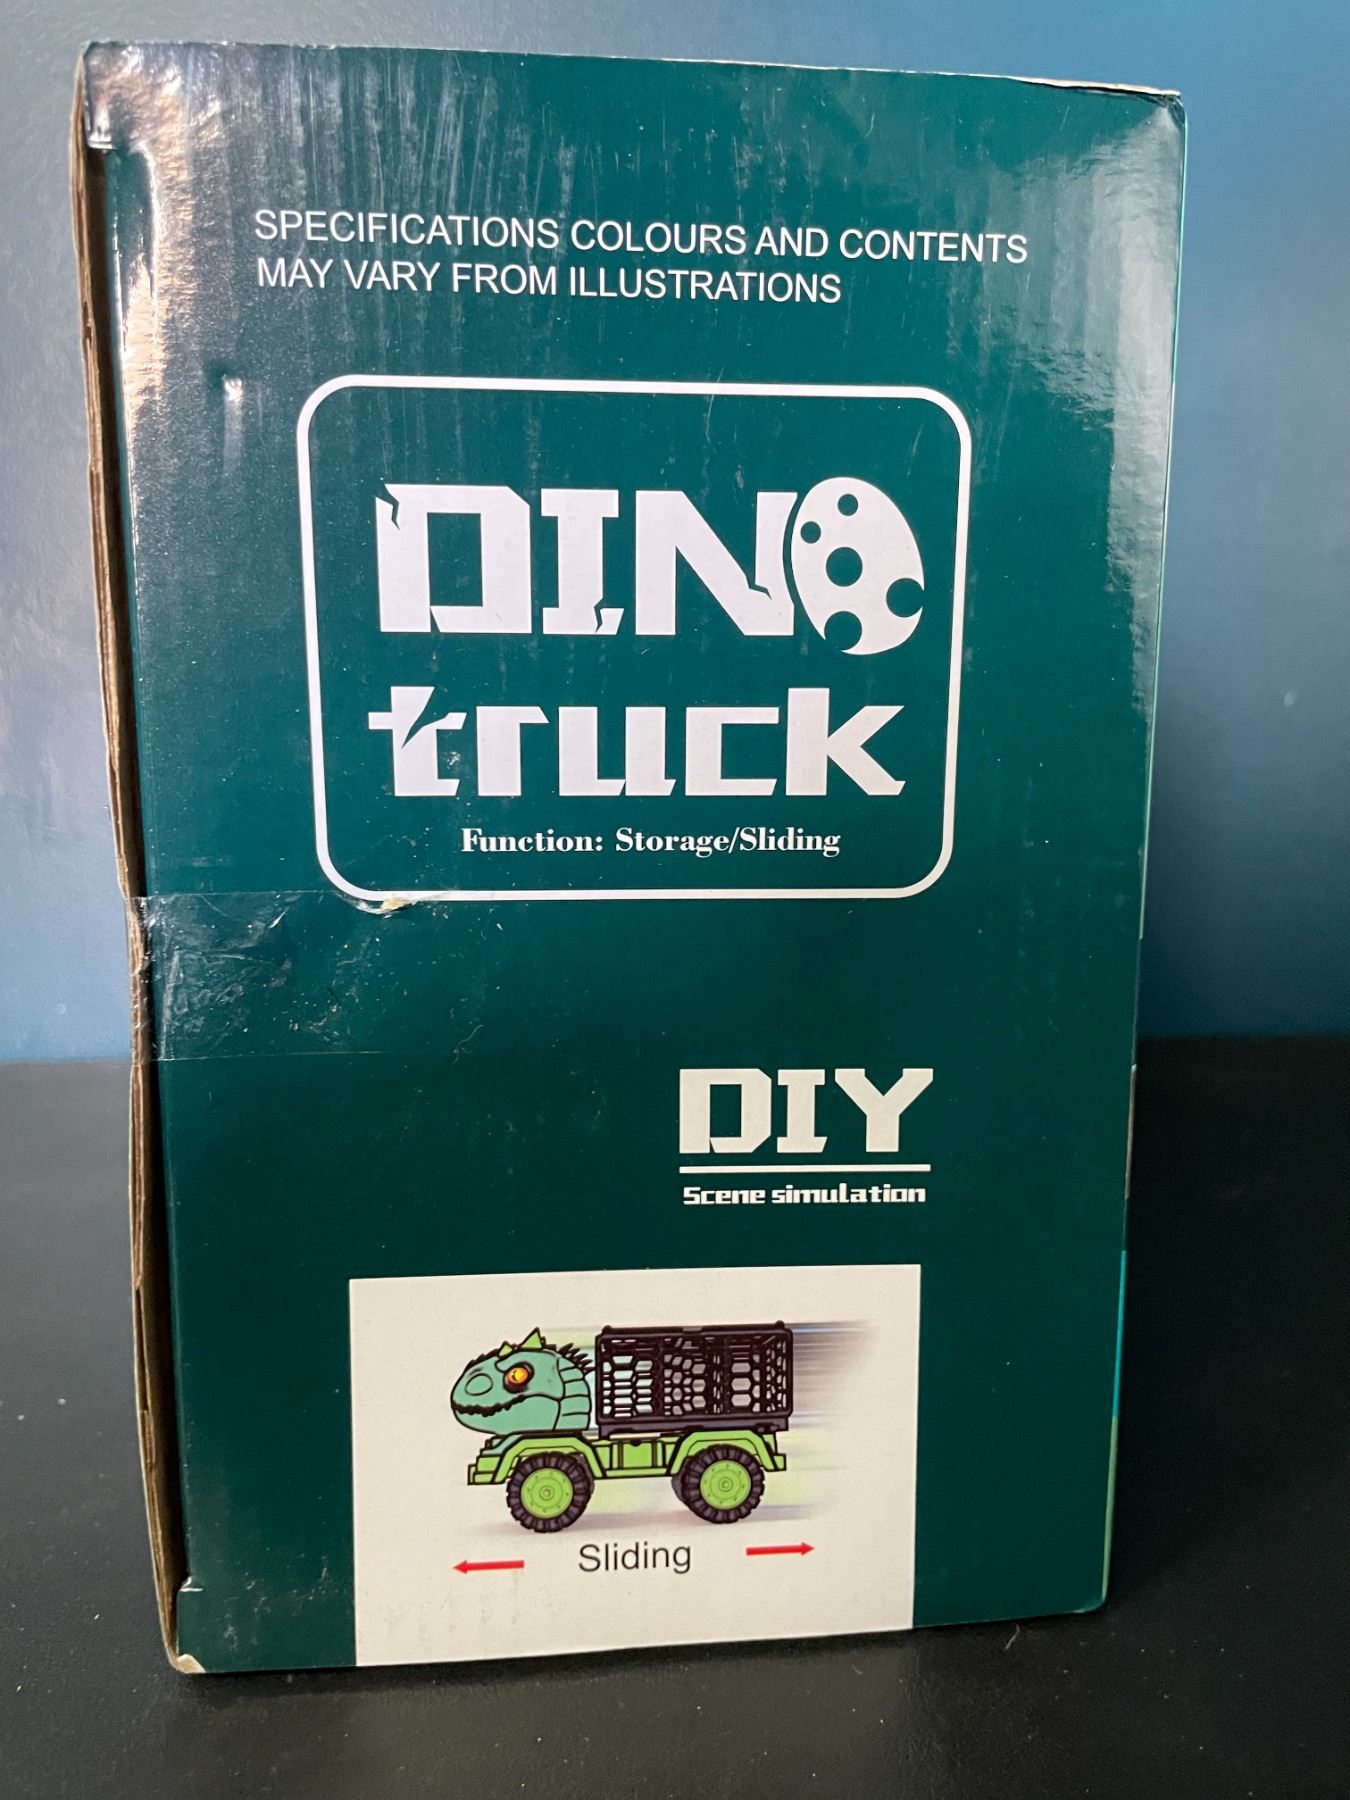 SPECIFICATIONS COLOURS AND CONTENTS
MAY VARY FROM ILLUSTRATIONS
DINO
truck
Function: Storage/Sliding
DIY
Scene simulation
Sliding